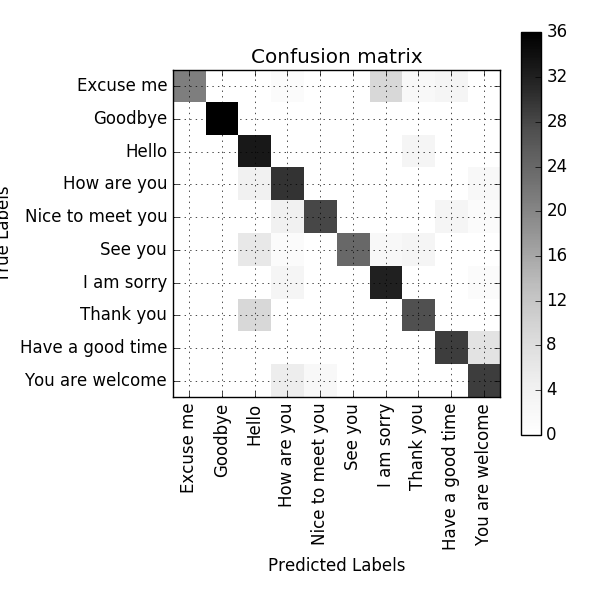 Confusion matrix
True Labels
Excuse me
Goodbye
Hello
How are you
Nice to meet you
See you
I am sorry
Thank you
Have a good time
You are welcome
Excuse me
Goodbye
Hello
How are you
Nice to meet you
See you
I am sorry
Thank you
Have a good time
You are welcome
Predicted Labels
36
32
28
24
20
16
12
8
4
0